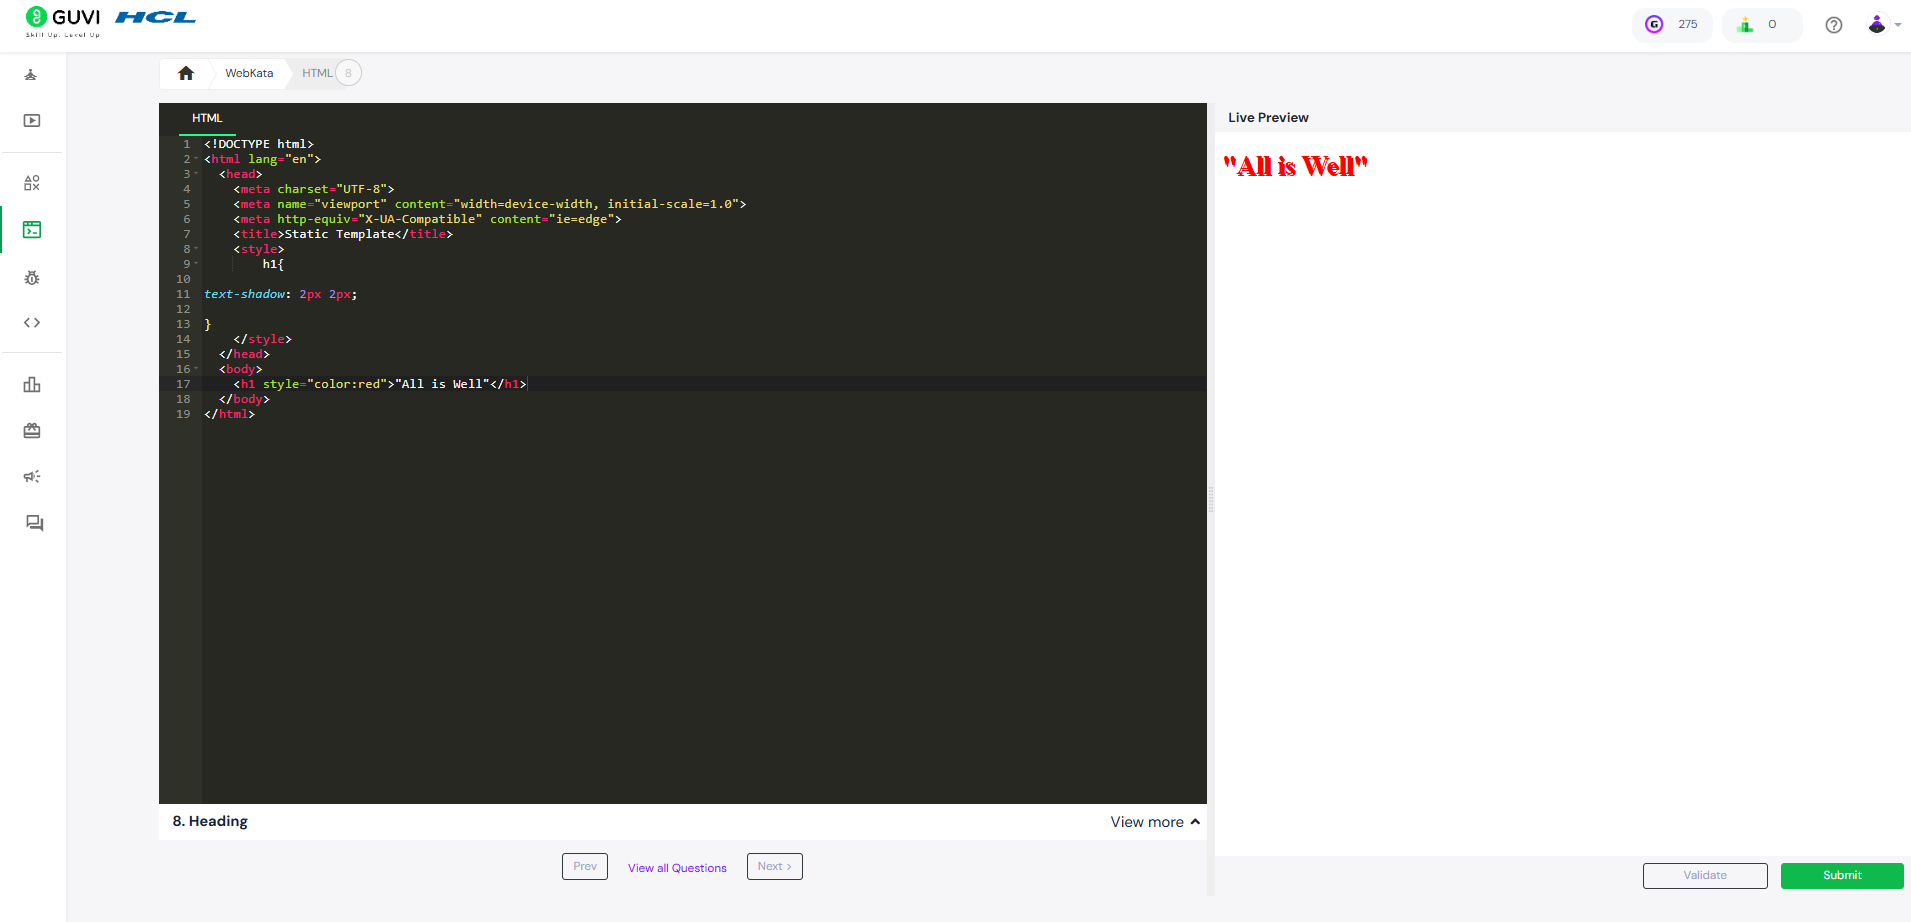 GUVI HCL
Skill Up. Level Up
275
0
WebKata
HTML 8
HTML
Live Preview
1 <!DOCTYPE html>
2 <html lang="en">
3 <head>
4 <meta charset="UTF-8">
5 <meta name="viewport" content="width=device-width, initial-scale=1.0">
6 <meta http-equiv="X-UA-Compatible" content="ie=edge">
7 <title>Static Template</title>
8 <style>
9 h1{
10
11 text-shadow: 2px 2px;
12
13 }
14 </style>
15 </head>
16 <body>
17 <h1 style="color:red">"All is Well"</h1>
18 </body>
19 </html>
"All is Well"
8. Heading
View more
Prev
View all Questions
Next >
Validate
Submit